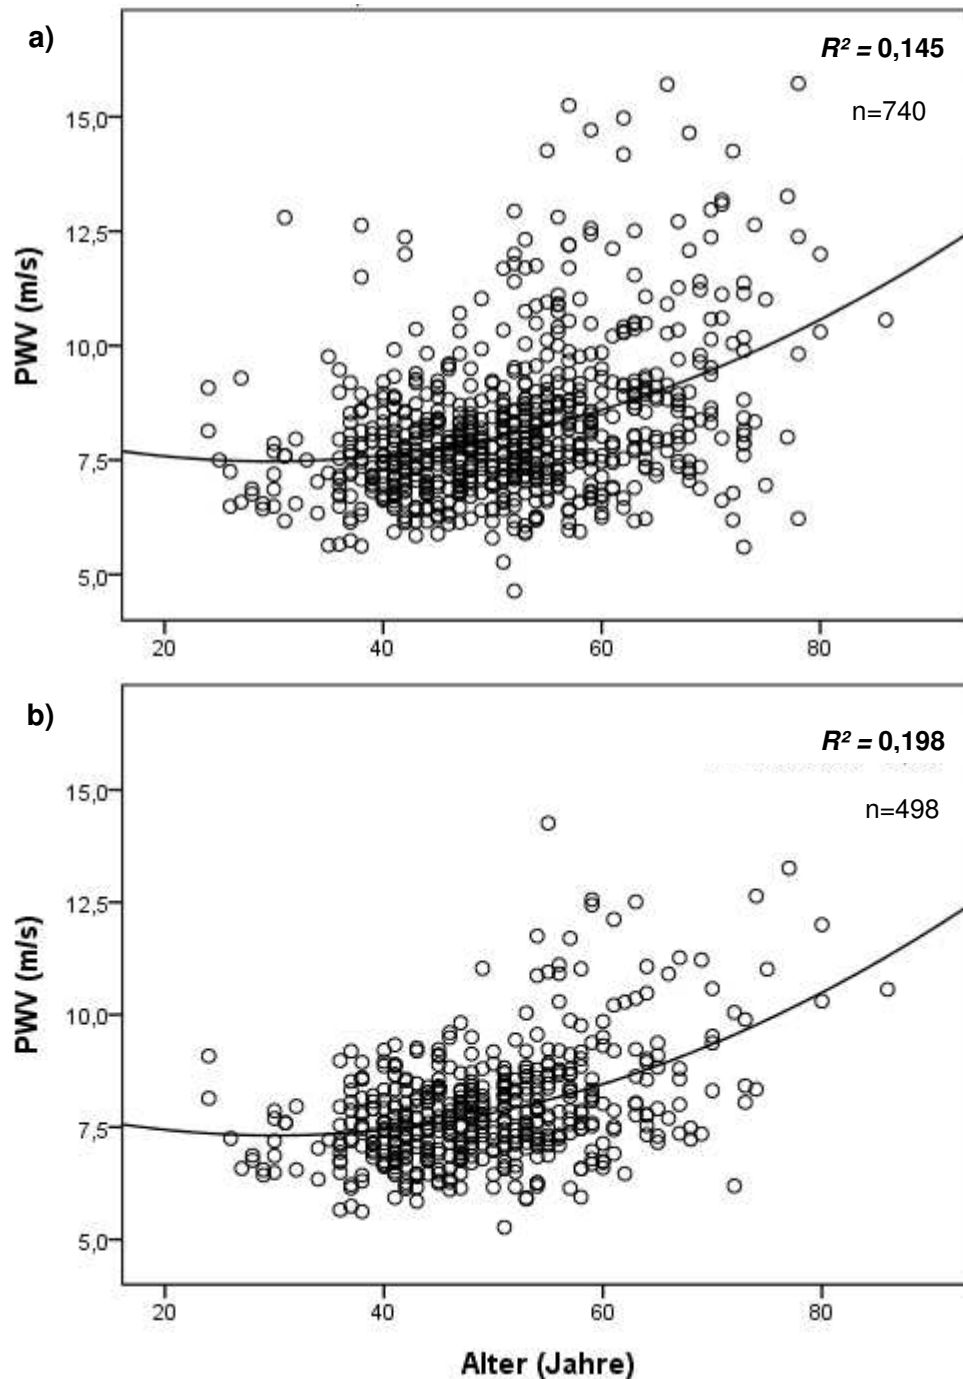 a)
R² = 0,145
n=740
15,0
12,5
10,0
7,5
5,0
PWV (m/s)
20 40 60 80
b)
R² = 0,198
n=498
15,0
12,5
10,0
7,5
5,0
PWV (m/s)
20 40 60 80
Alter (Jahre)